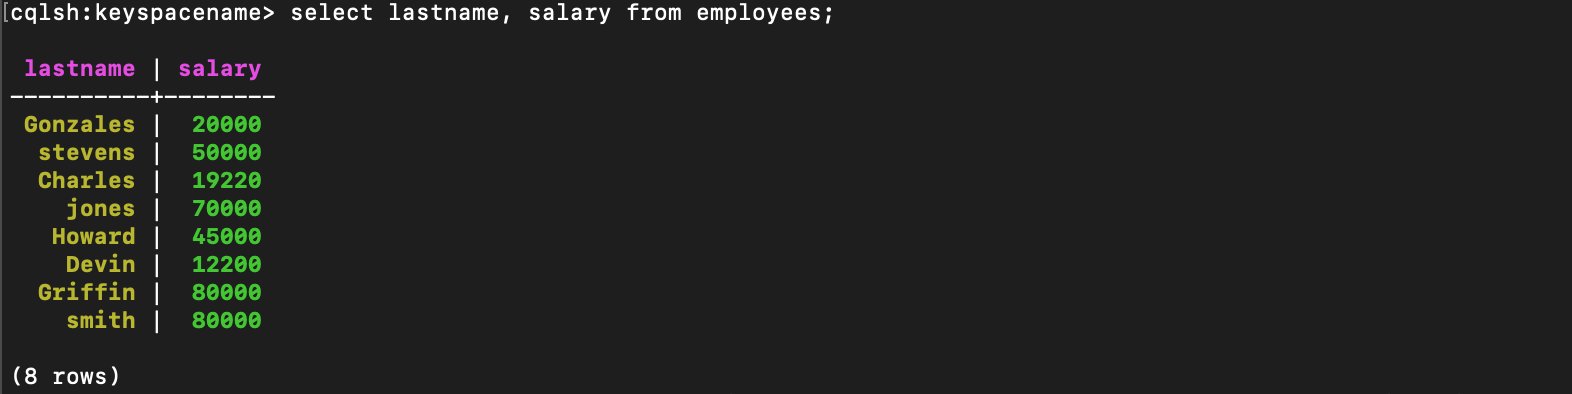 [cqlsh:keyspacename> select lastname, salary from employees;
lastname | salary
----------+--------
Gonzales | 20000
stevens | 50000
Charles | 19220
jones | 70000
Howard | 45000
Devin | 12200
Griffin | 80000
smith | 80000
(8 rows)